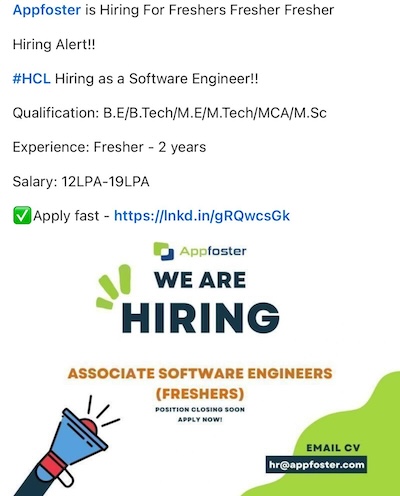 Appfoster is Hiring For Freshers Fresher Fresher
Hiring Alert!!
#HCL Hiring as a Software Engineer!!
Qualification: B.E/B.Tech/M.E/M.Tech/MCA/M.Sc
Experience: Fresher - 2 years
Salary: 12LPA-19LPA
✅Apply fast - https://lnkd.in/gRQwcsGk
Appfoster
WE ARE
HIRING
ASSOCIATE SOFTWARE ENGINEERS
(FRESHERS)
POSITION CLOSING SOON
APPLY NOW!
EMAIL CV
hr@appfoster.com